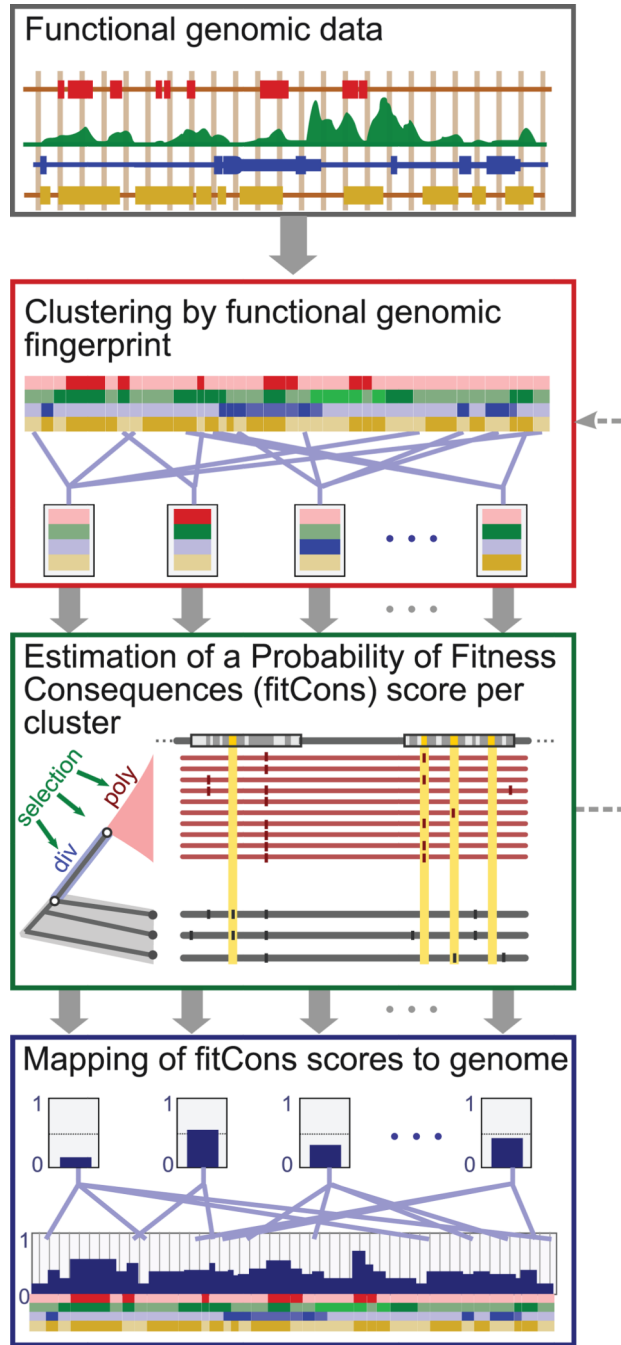 Functional genomic data
Clustering by functional genomic
fingerprint
Estimation of a Probability of Fitness
Consequences (fitCons) score per
cluster
selection
poly
div
Mapping of fitCons scores to genome
1
0
1
0
1
0
1
0
1
0